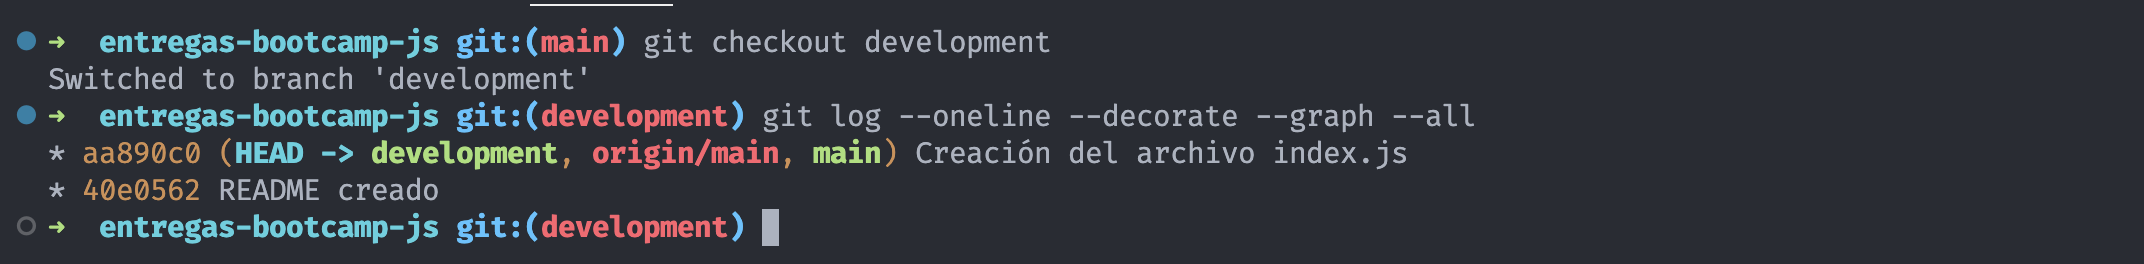 ➜ entregas-bootcamp-js git:(main) git checkout development
Switched to branch 'development'
➜ entregas-bootcamp-js git:(development) git log --oneline --decorate --graph --all
* aa890c0 (HEAD -> development, origin/main, main) Creación del archivo index.js
* 40e0562 README creado
➜ entregas-bootcamp-js git:(development)